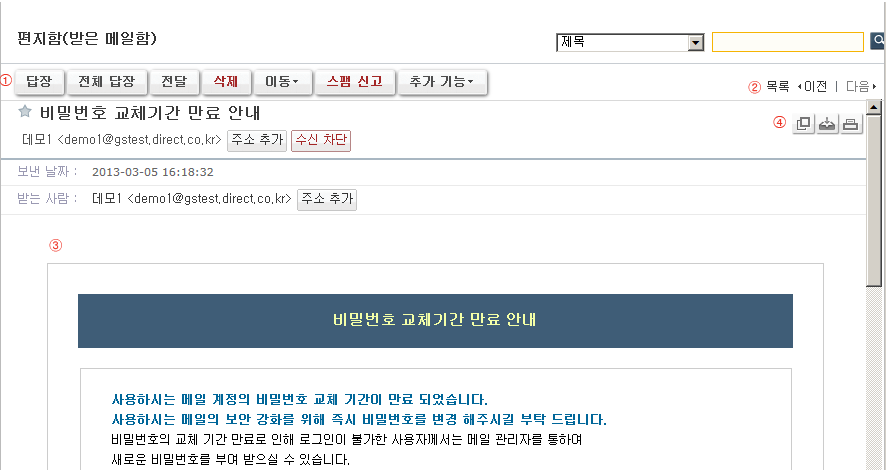 편지함(받은 메일함)
제목
① 답장 전체 답장 전달 삭제 이동 스팸 신고 추가 기능
② 목록 이전 | 다음
비밀번호 교체기간 만료 안내
④
데모1 <demo1@gstest.direct.co.kr> 주소 추가 수신 차단
보낸 날짜 : 2013-03-05 16:18:32
받는 사람 : 데모1 <demo1@gstest.direct.co.kr> 주소 추가
③
비밀번호 교체기간 만료 안내
사용하시는 메일 계정의 비밀번호 교체 기간이 만료 되었습니다.
사용하시는 메일의 보안 강화를 위해 즉시 비밀번호를 변경 해주시길 부탁 드립니다.
비밀번호의 교체 기간 만료로 인해 로그인이 불가한 사용자께서는 메일 관리자를 통하여
새로운 비밀번호를 부여 받으실 수 있습니다.